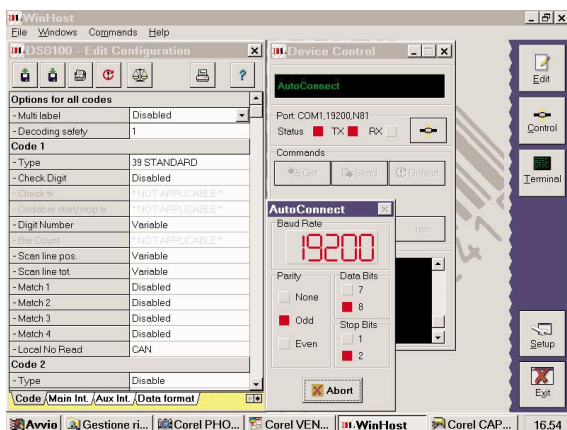 WinHost
File Windows Commands Help
DS8100 - Edit Configuration
?
Options for all codes
- Multi label Disabled
- Decoding safety 1
Code 1
- Type 39 STANDARD
- Check Digit Disabled
- Check tx * NOT APPLICABLE *
- Codebar start/stop tx * NOT APPLICABLE *
- Digit Number Variable
- Bar Count * NOT APPLICABLE *
- Scan line pos. Variable
- Scan line tot. Variable
- Match 1 Disabled
- Match 2 Disabled
- Match 3 Disabled
- Match 4 Disabled
- Local No Read CAN
Code 2
- Type Disable
Code Main Int. Aux Int. Data format
Device Control
AutoConnect
Port: COM1,19200,N81
Status TX RX
Commands
Get Send Default
ram
AutoConnect
Baud Rate
19200
Parity
None
Odd
Even
Data Bits
7
8
Stop Bits
1
2
Abort
Edit
Control
Terminal
Setup
Exit
Avvio Gestione ri... Corel PHO... Corel VEN... WinHost Corel CAP... 16.54